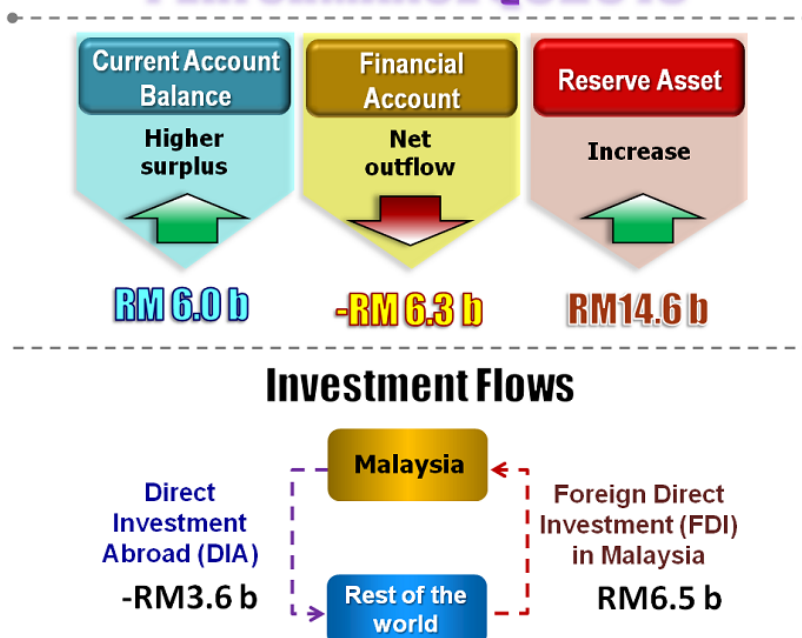 Current Account
Balance
Higher
surplus
RM 6.0 b
Financial
Account
Net
outflow
-RM 6.3 b
Reserve Asset
Increase
RM14.6 b
Investment Flows
Malaysia
Direct
Investment
Abroad (DIA)
-RM3.6 b
Foreign Direct
Investment (FDI)
in Malaysia
RM6.5 b
Rest of the
world